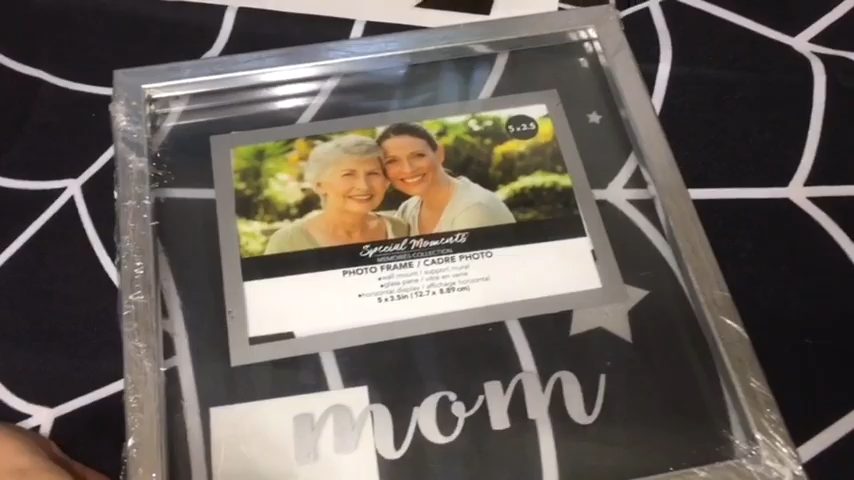 5 x 3.5
Special Moments
MEMORIES COLLECTION
PHOTO FRAME / CADRE PHOTO
•wall mount / support mural
•glass pane / vitre en verre
•horizontal display / affichage horizontal
5 x 3.5in (12.7 x 8.89 cm)
mom